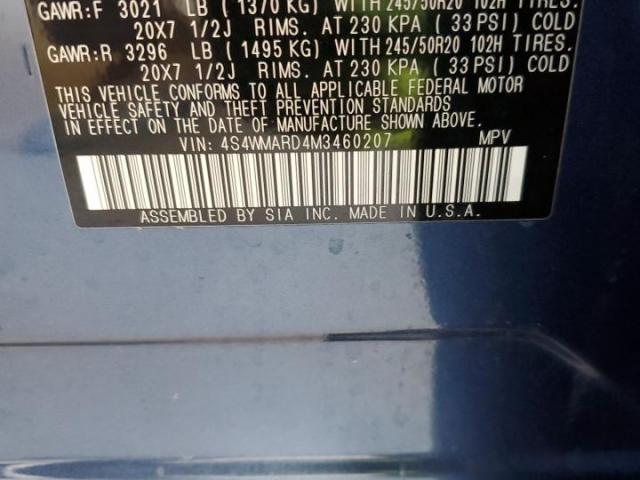 GAWR:F 3021 LB ( 1370 KG) WITH 245/50R20 102H TIRES.
20X7 1/2J RIMS. AT 230 KPA ( 33 PSI) COLD
GAWR:R 3296 LB ( 1495 KG) WITH 245/50R20 102H TIRES.
20X7 1/2J RIMS. AT 230 KPA ( 33 PSI) COLD
THIS VEHICLE CONFORMS TO ALL APPLICABLE FEDERAL MOTOR
VEHICLE SAFETY AND THEFT PREVENTION STANDARDS
IN EFFECT ON THE DATE OF MANUFACTURE SHOWN ABOVE.
VIN: 4S4WMARD4M3460207 MPV
ASSEMBLED BY SIA INC. MADE IN U.S.A.